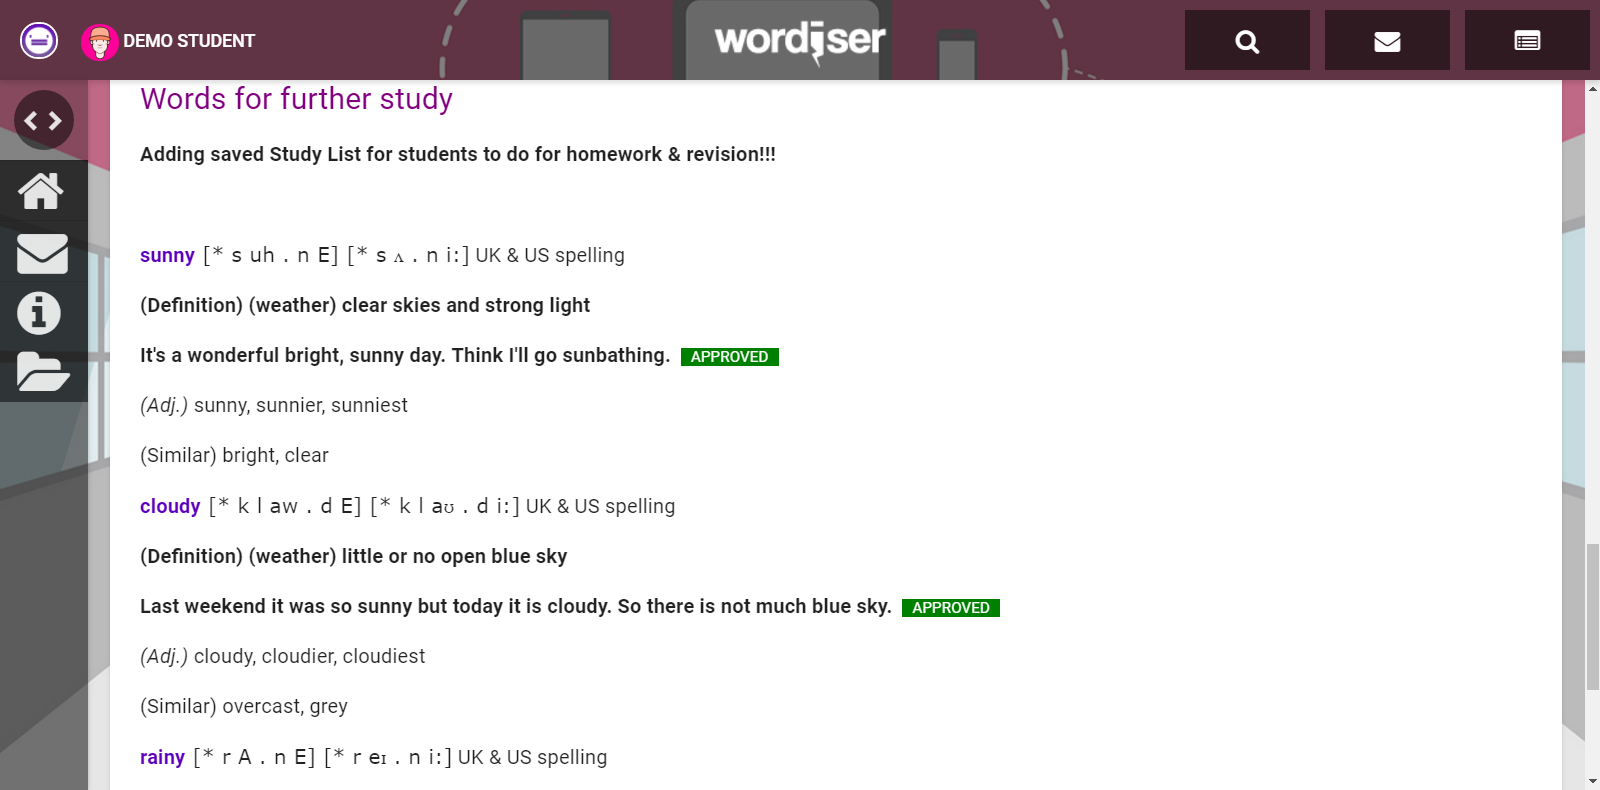 DEMO STUDENT
wordiser
Words for further study
Adding saved Study List for students to do for homework & revision!!!
sunny [* s uh . n E] [* s ʌ . n i:] UK & US spelling
(Definition) (weather) clear skies and strong light
It's a wonderful bright, sunny day. Think I'll go sunbathing. APPROVED
(Adj.) sunny, sunnier, sunniest
(Similar) bright, clear
cloudy [* k l aw . d E] [* k l aʊ . d i:] UK & US spelling
(Definition) (weather) little or no open blue sky
Last weekend it was so sunny but today it is cloudy. So there is not much blue sky. APPROVED
(Adj.) cloudy, cloudier, cloudiest
(Similar) overcast, grey
rainy [* r A . n E] [* r eɪ . n i:] UK & US spelling